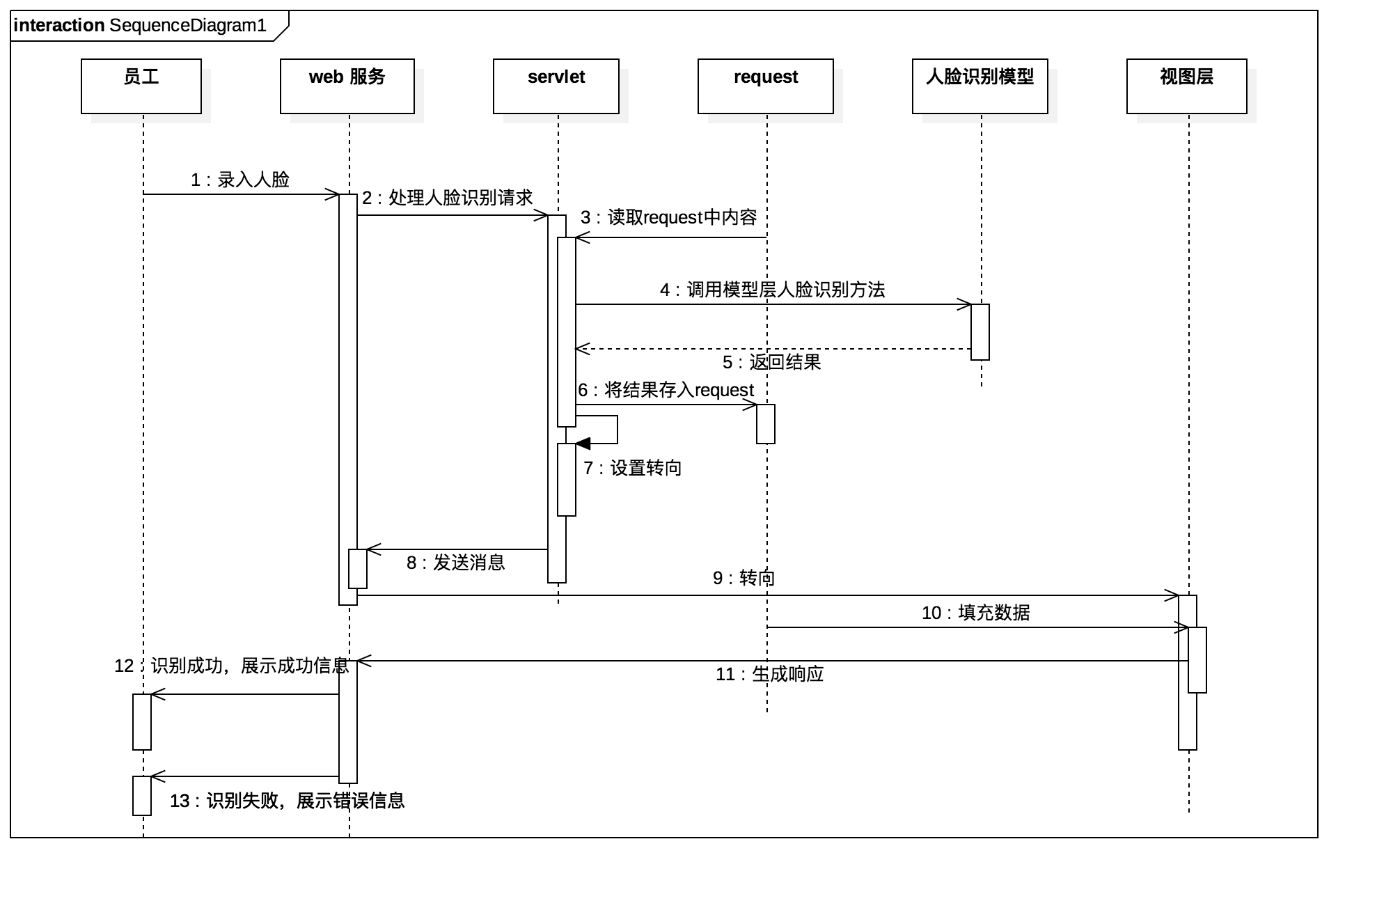 interaction SequenceDiagram1
员工
web 服务
servlet
request
人脸识别模型
视图层
1 : 录入人脸
2 : 处理人脸识别请求
3 : 读取request中内容
4 : 调用模型层人脸识别方法
5 : 返回结果
6 : 将结果存入request
7 : 设置转向
8 : 发送消息
9 : 转向
10 : 填充数据
11 : 生成响应
12 : 识别成功，展示成功信息
13 : 识别失败，展示错误信息